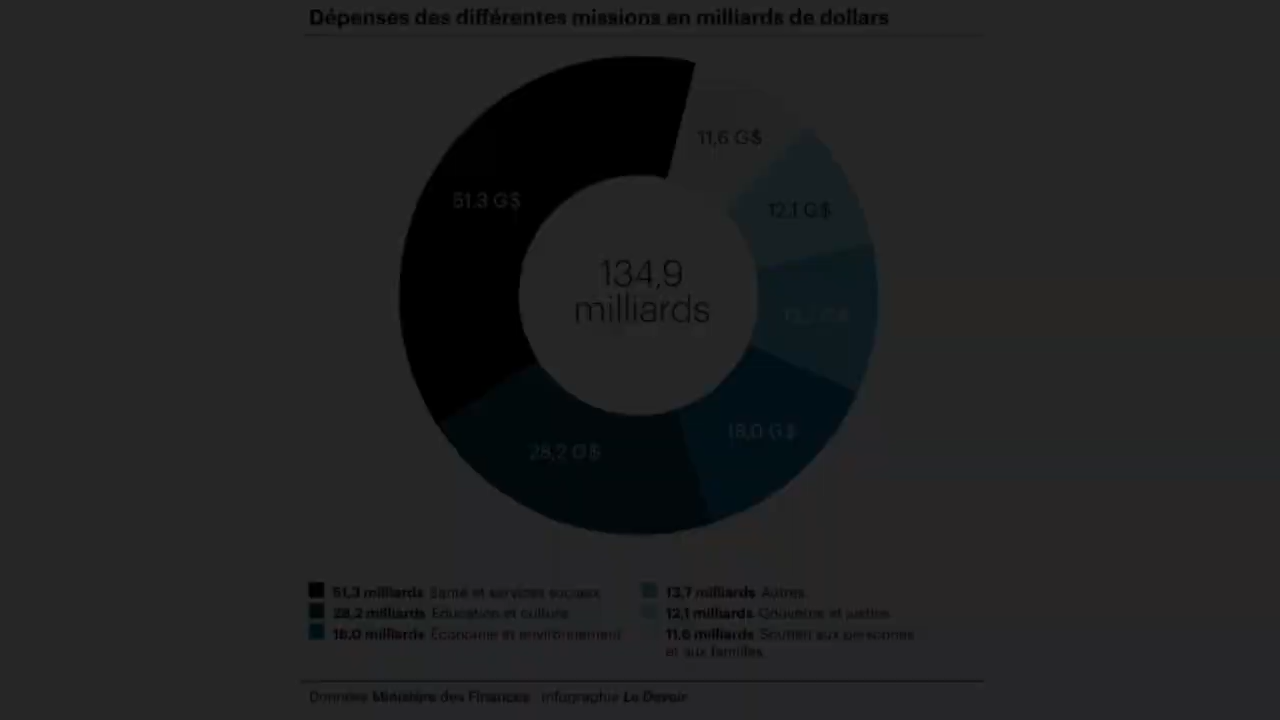 Dépenses des différentes missions en milliards de dollars
11,6 G$
51,3 G$
12,1 G$
134,9
milliards
13,7 G$
18,0 G$
28,2 G$
51,3 milliards Santé et services sociaux
28,2 milliards Éducation et culture
18,0 milliards Économie et environnement
13,7 milliards Autres
12,1 milliards Gouverne et justice
11,6 milliards Soutien aux personnes
et aux familles
Données Ministère des Finances Infographie Le Devoir